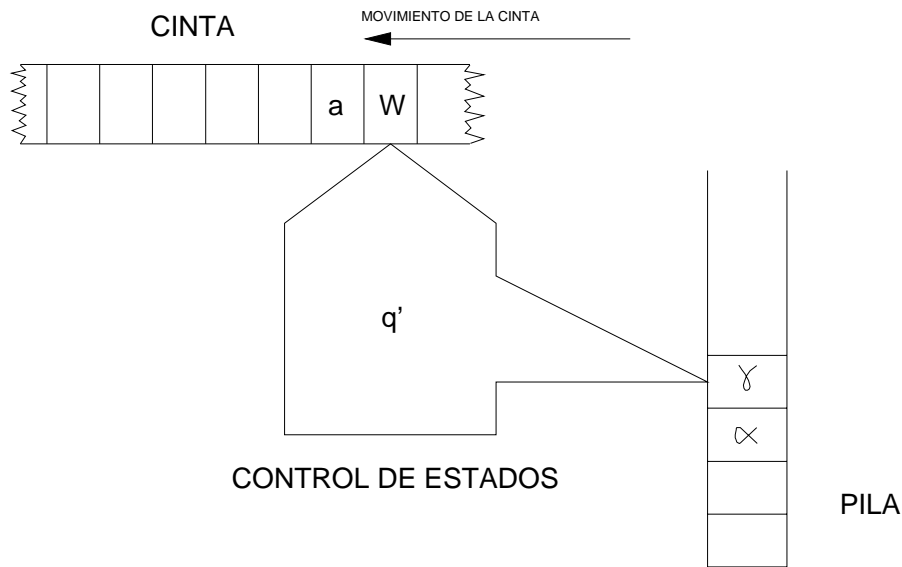 MOVIMIENTO DE LA CINTA
CINTA
a W
q’
γ
α
CONTROL DE ESTADOS
PILA